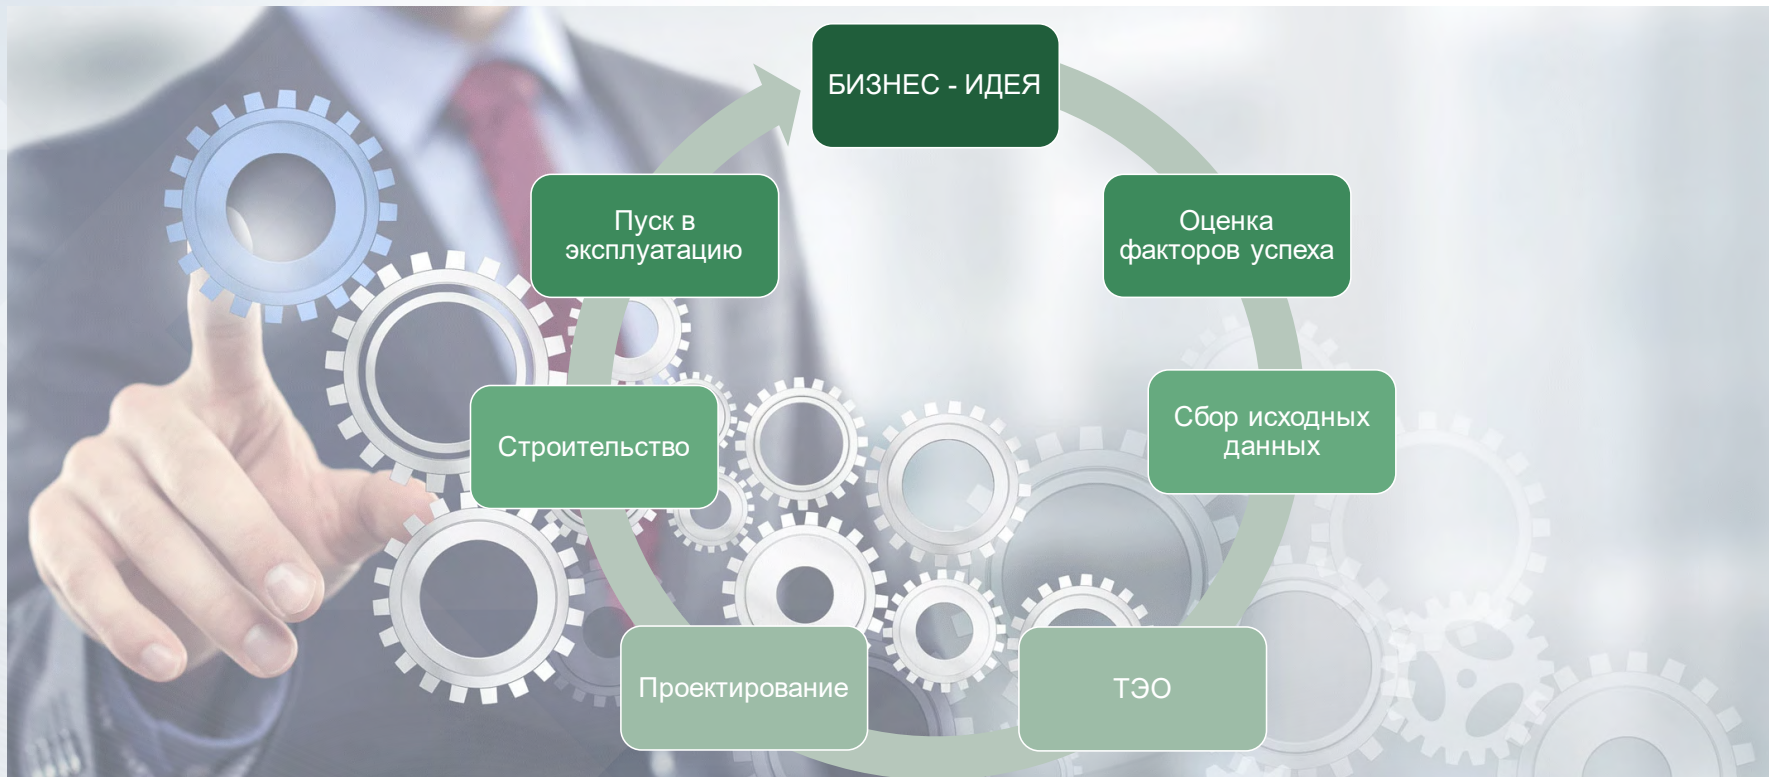 БИЗНЕС - ИДЕЯ
Оценка
факторов успеха
Сбор исходных
данных
ТЭО
Проектирование
Строительство
Пуск в
эксплуатацию